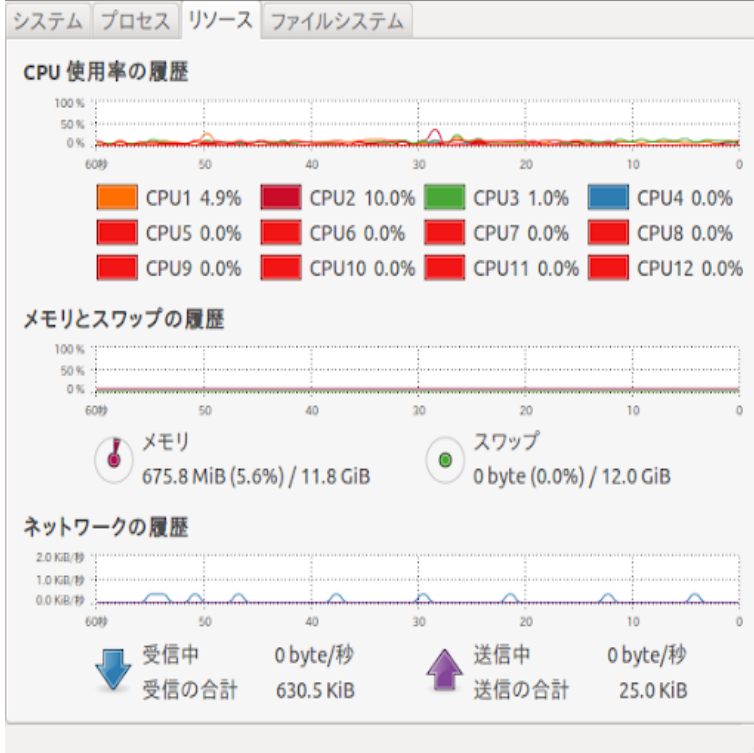 システム プロセス リソース ファイルシステム
CPU 使用率の履歴
100 %
50 %
0 %
60秒 50 40 30 20 10 0
CPU1 4.9% CPU2 10.0% CPU3 1.0% CPU4 0.0%
CPU5 0.0% CPU6 0.0% CPU7 0.0% CPU8 0.0%
CPU9 0.0% CPU10 0.0% CPU11 0.0% CPU12 0.0%
メモリとスワップの履歴
100 %
50 %
0 %
60秒 50 40 30 20 10 0
メモリ スワップ
675.8 MiB (5.6%) / 11.8 GiB 0 byte (0.0%) / 12.0 GiB
ネットワークの履歴
2.0 KiB/秒
1.0 KiB/秒
0.0 KiB/秒
60秒 50 40 30 20 10 0
受信中 0 byte/秒 送信中 0 byte/秒
受信の合計 630.5 KiB 送信の合計 25.0 KiB